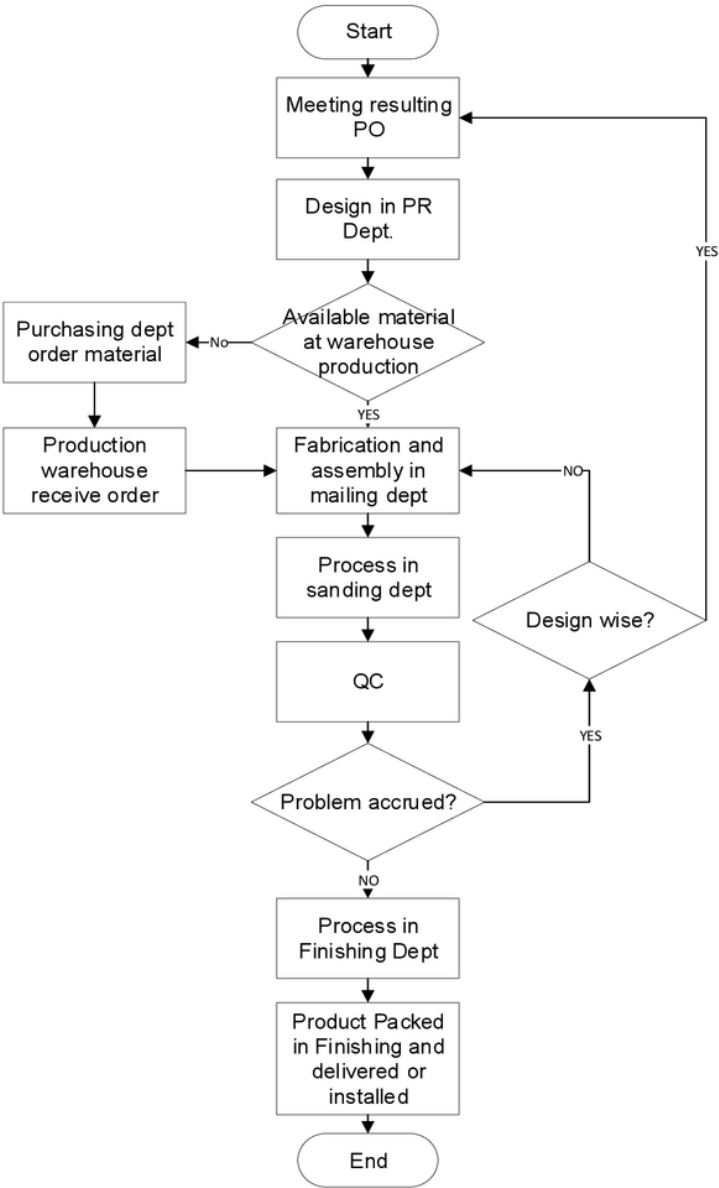 Start
Meeting resulting
PO
Design in PR
Dept.
YES
Available material
at warehouse
production
No
Purchasing dept
order material
YES
Production
warehouse
receive order
Fabrication and
assembly in
mailing dept
NO
Process in
sanding dept
Design wise?
QC
YES
Problem accrued?
NO
Process in
Finishing Dept
Product Packed
in Finishing and
delivered or
installed
End